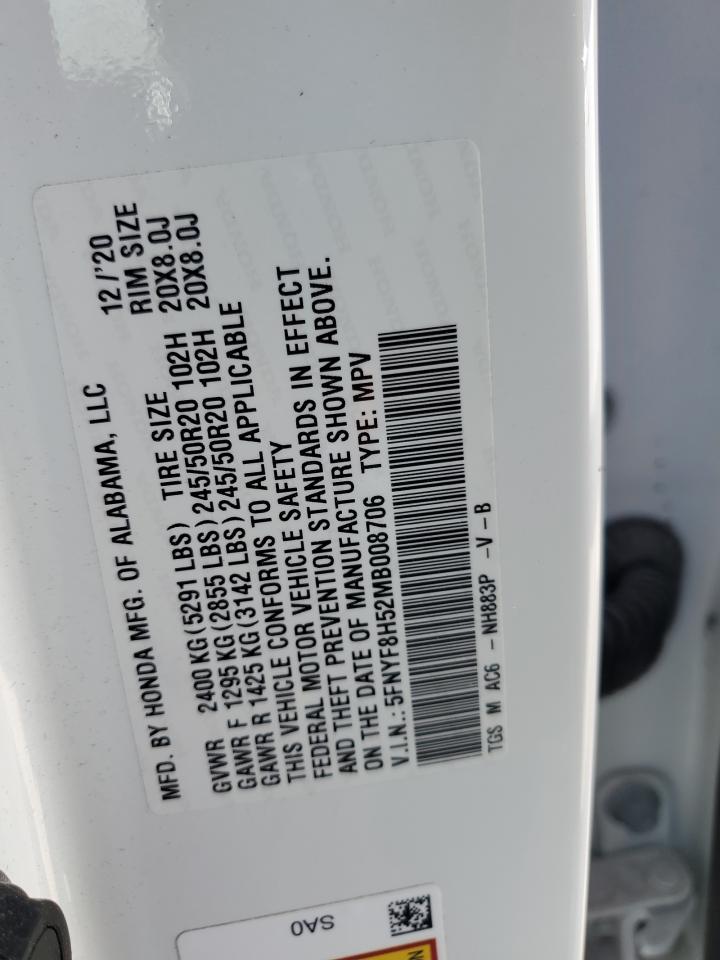 MFD. BY HONDA MFG. OF ALABAMA, LLC 12/'20
GVWR 2400 KG (5291 LBS) TIRE SIZE RIM SIZE
GAWR F 1295 KG (2855 LBS) 245/50R20 102H 20X8.0J
GAWR R 1425 KG (3142 LBS) 245/50R20 102H 20X8.0J
THIS VEHICLE CONFORMS TO ALL APPLICABLE
FEDERAL MOTOR VEHICLE SAFETY
AND THEFT PREVENTION STANDARDS IN EFFECT
ON THE DATE OF MANUFACTURE SHOWN ABOVE.
V.I.N.: 5FNYF8H52MB008706 TYPE: MPV
TGS M AC6 - NH883P -V-B
SA0